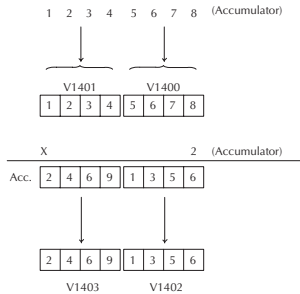 1 2 3 4 5 6 7 8 (Accumulator)
V1401 V1400
1 2 3 4 5 6 7 8
X 2 (Accumulator)
Acc. 2 4 6 9 1 3 5 6
2 4 6 9 1 3 5 6
V1403 V1402